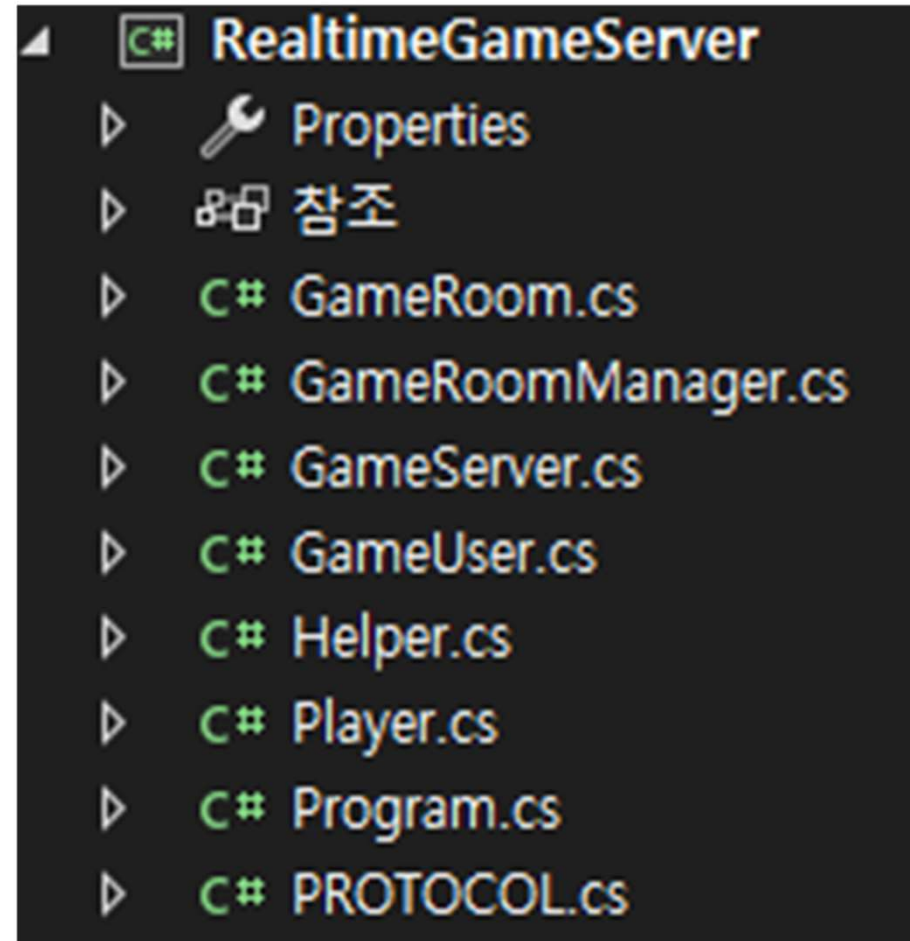 C# RealtimeGameServer
Properties
참조
C# GameRoom.cs
C# GameRoomManager.cs
C# GameServer.cs
C# GameUser.cs
C# Helper.cs
C# Player.cs
C# Program.cs
C# PROTOCOL.cs